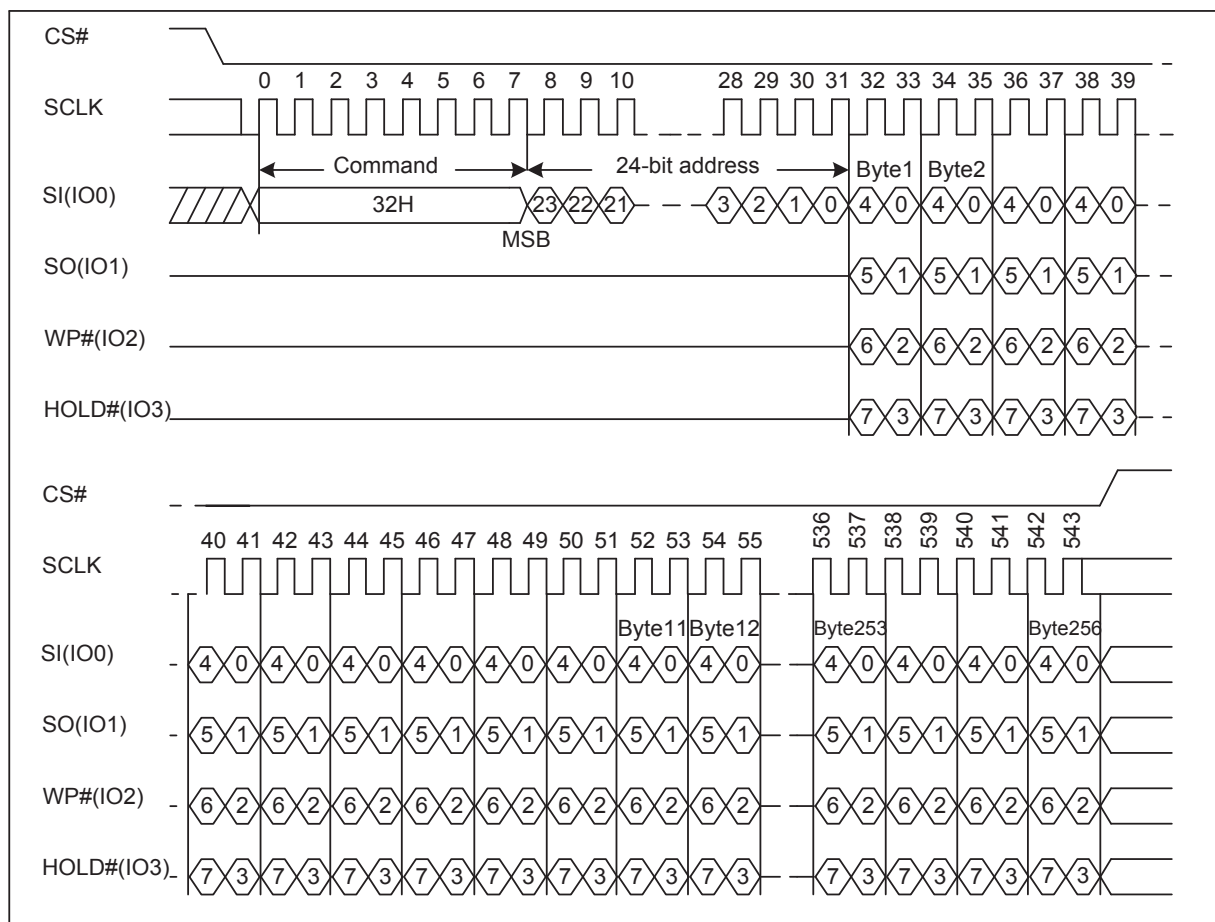 CS#
0 1 2 3 4 5 6 7 8 9 10 28 29 30 31 32 33 34 35 36 37 38 39
SCLK
Command 24-bit address Byte1 Byte2
SI(IO0) 32H 23 22 21 3 2 1 0 4 0 4 0 4 0 4 0
MSB
SO(IO1) 5 1 5 1 5 1 5 1
WP#(IO2) 6 2 6 2 6 2 6 2
HOLD#(IO3) 7 3 7 3 7 3 7 3
CS#
40 41 42 43 44 45 46 47 48 49 50 51 52 53 54 55 536 537 538 539 540 541 542 543
SCLK
Byte11 Byte12 Byte253 Byte256
SI(IO0) 4 0 4 0 4 0 4 0 4 0 4 0 4 0 4 0 4 0 4 0 4 0 4 0
SO(IO1) 5 1 5 1 5 1 5 1 5 1 5 1 5 1 5 1 5 1 5 1 5 1 5 1
WP#(IO2) 6 2 6 2 6 2 6 2 6 2 6 2 6 2 6 2 6 2 6 2 6 2 6 2
HOLD#(IO3) 7 3 7 3 7 3 7 3 7 3 7 3 7 3 7 3 7 3 7 3 7 3 7 3